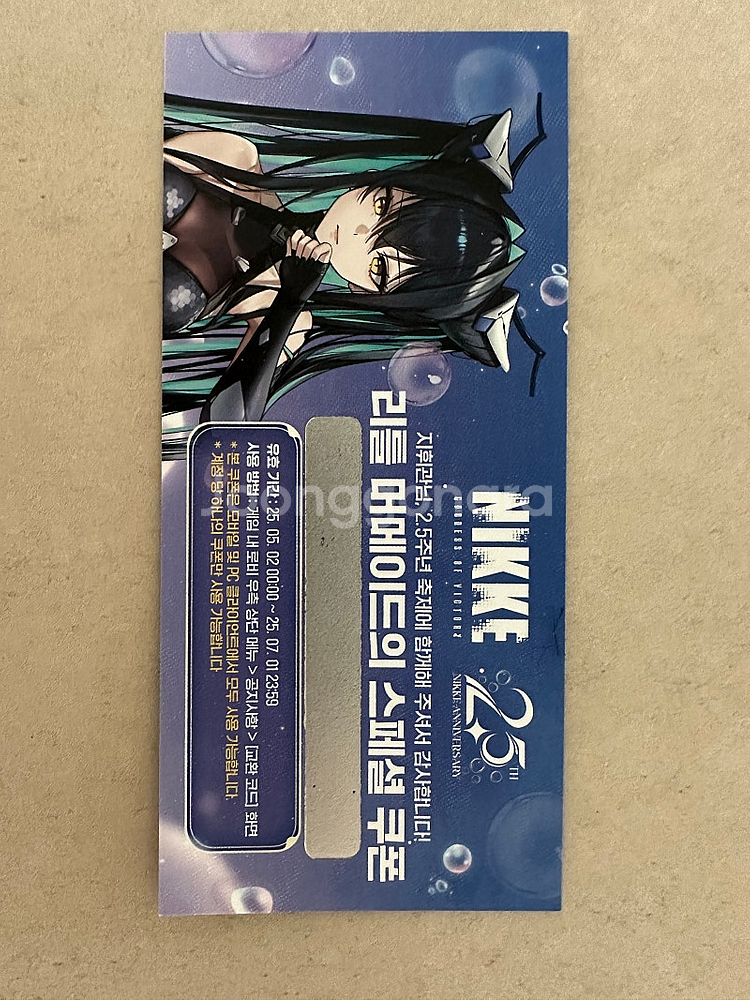 NIKKE
GODDESS OF VICTORY
2.5TH
NIKKE ANNIVERSARY
지휘관님, 2.5주년 축제에 함께해 주셔서 감사합니다!
리틀 머메이드의 스페셜 쿠폰
유효 기간: 25. 05. 02 00:00 ~ 25. 07. 01 23:59
사용 방법: 게임 내 로비 우측 상단 메뉴 > 공지사항 > [교환 코드] 화면
* 본 쿠폰은 모바일 및 PC 클라이언트에서 모두 사용 가능합니다.
* 계정 당 하나의 쿠폰만 사용 가능합니다
Joonggonara